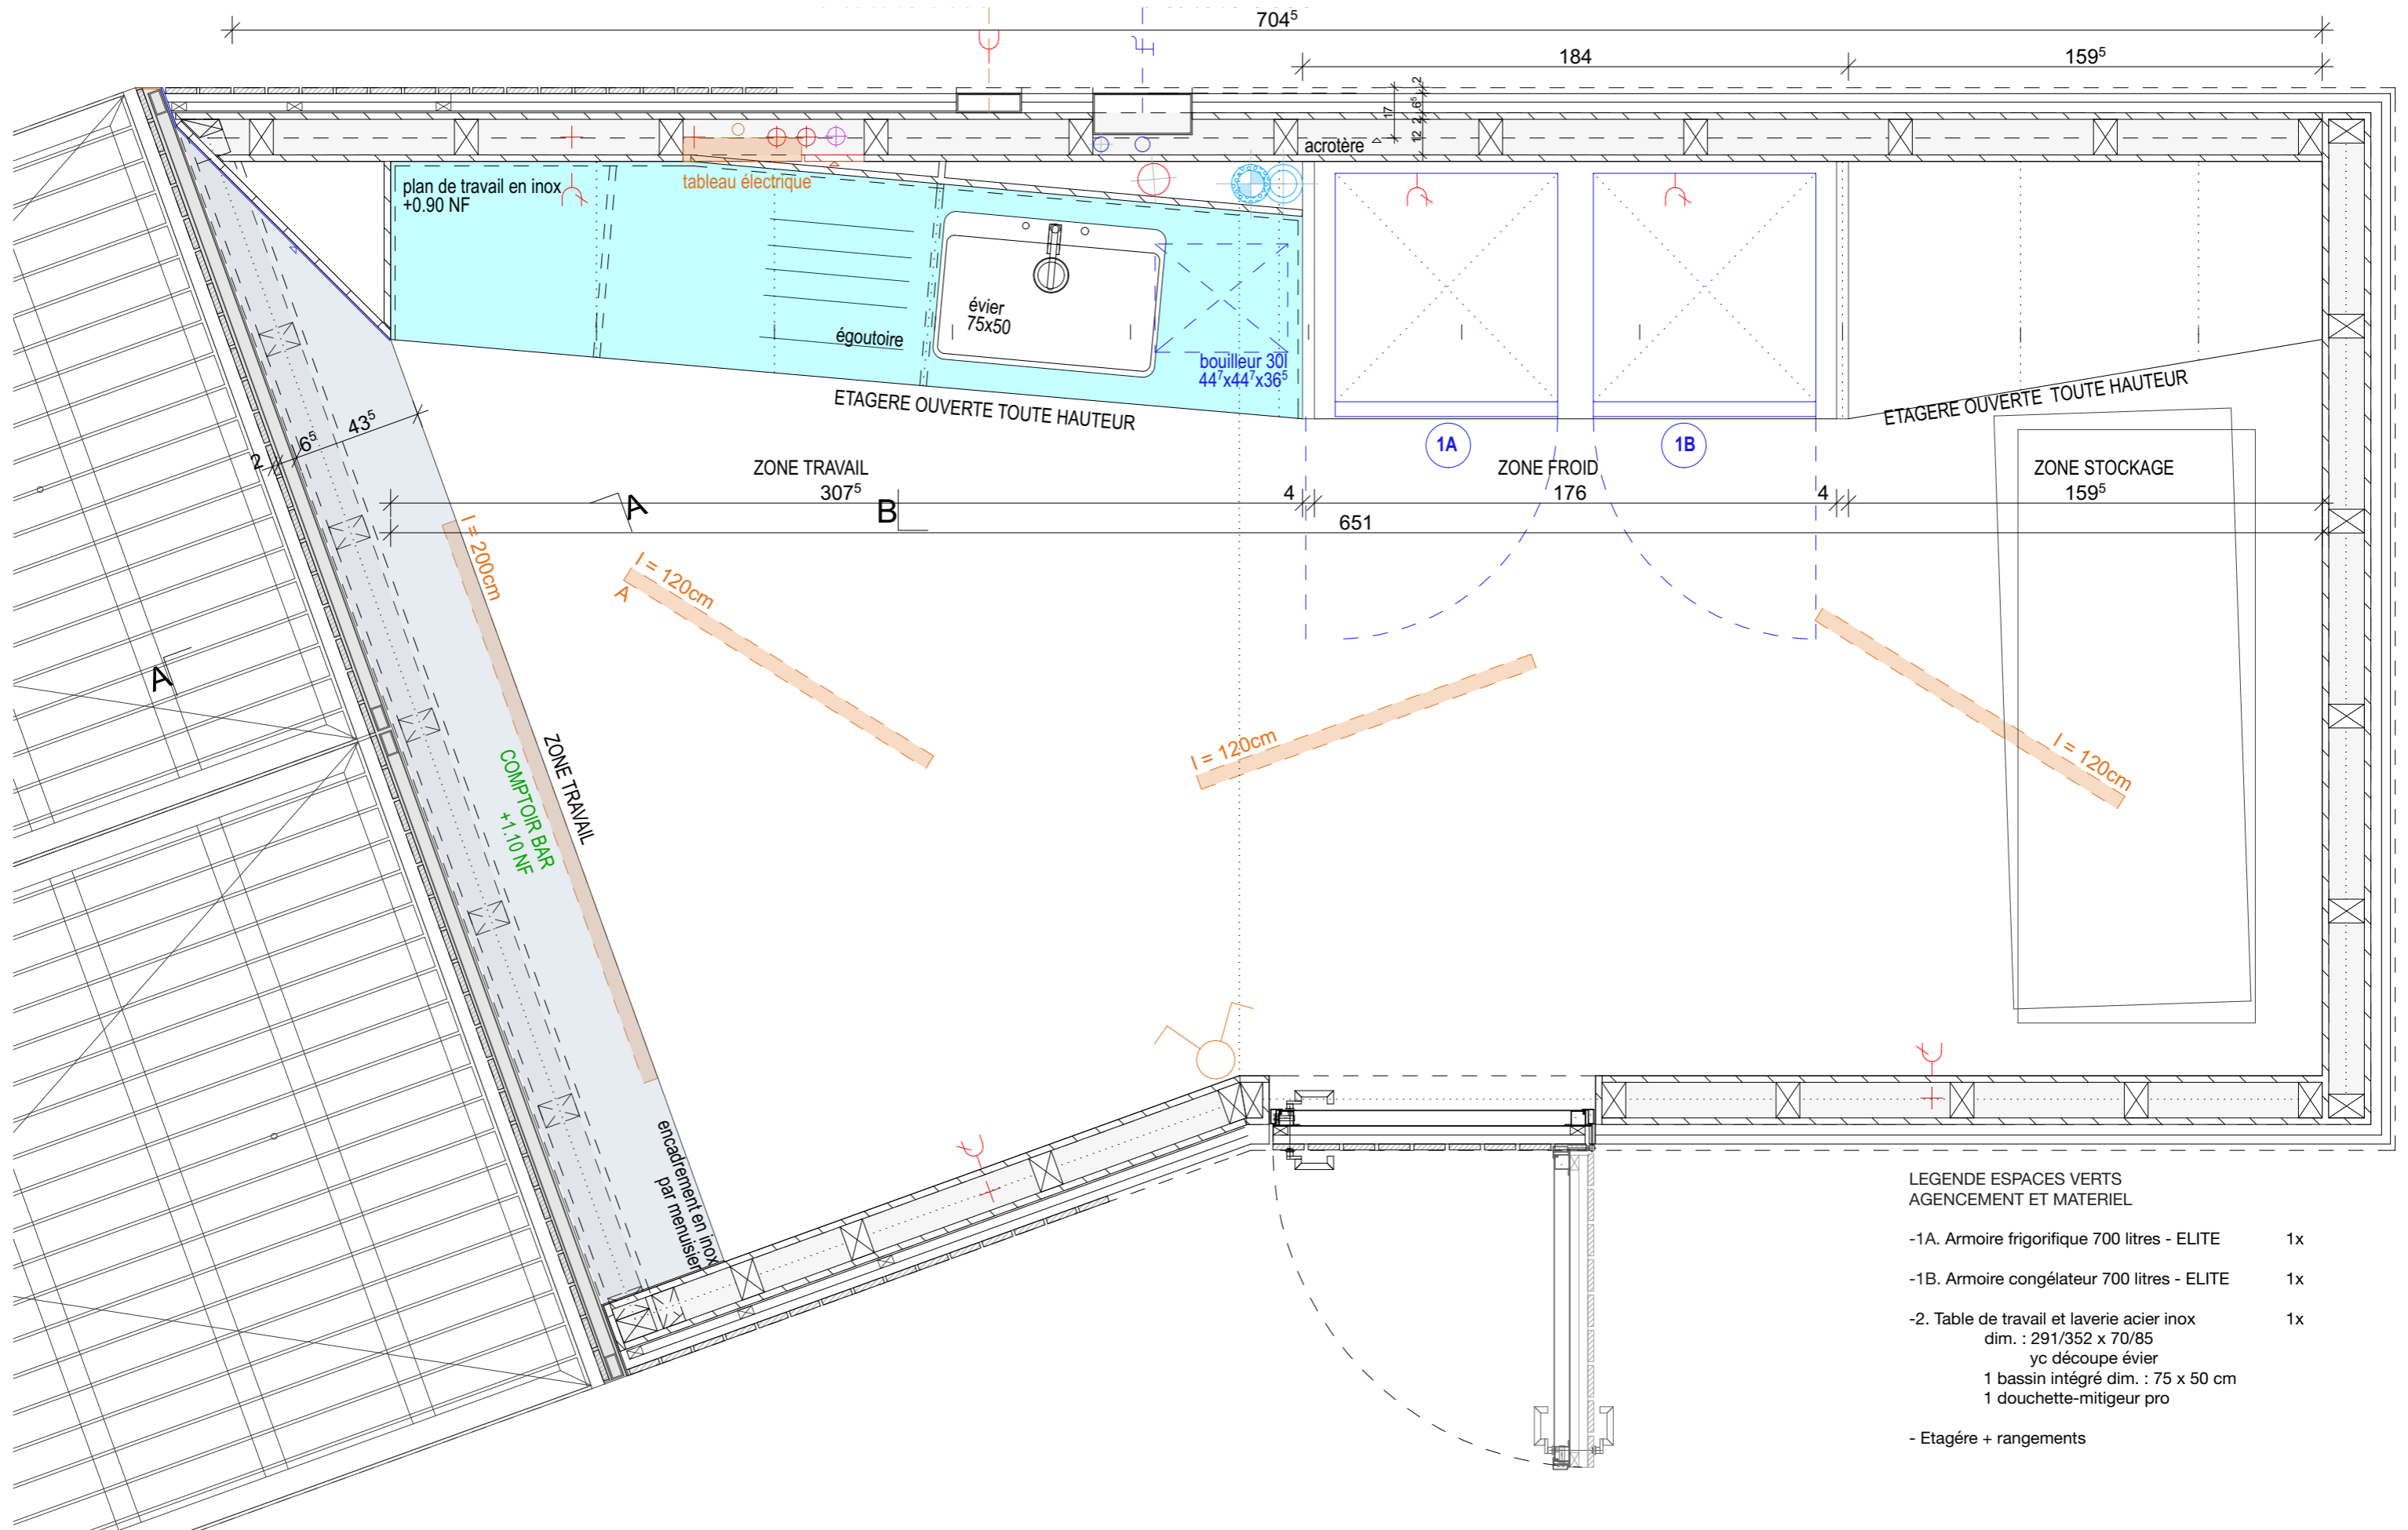 704⁵
184
159⁵
17
2
6⁵
2
12
acrotère
plan de travail en inox
+0.90 NF
tableau électrique
évier
75x50
égoutoire
bouilleur 30l
44⁷x44⁷x36⁵
ETAGERE OUVERTE TOUTE HAUTEUR
ETAGERE OUVERTE TOUTE HAUTEUR
1A
1B
2
6⁵
43⁵
ZONE TRAVAIL
307⁵
ZONE FROID
4
176
4
ZONE STOCKAGE
159⁵
A
B
651
l = 200cm
l = 120cm
A
l = 120cm
l = 120cm
A
ZONE TRAVAIL
COMPTOIR BAR
+1.10 NF
encadrement en inox
par menuisier
LEGENDE ESPACES VERTS
AGENCEMENT ET MATERIEL
-1A. Armoire frigorifique 700 litres - ELITE 1x
-1B. Armoire congélateur 700 litres - ELITE 1x
-2. Table de travail et laverie acier inox 1x
dim. : 291/352 x 70/85
yc découpe évier
1 bassin intégré dim. : 75 x 50 cm
1 douchette-mitigeur pro
- Etagére + rangements